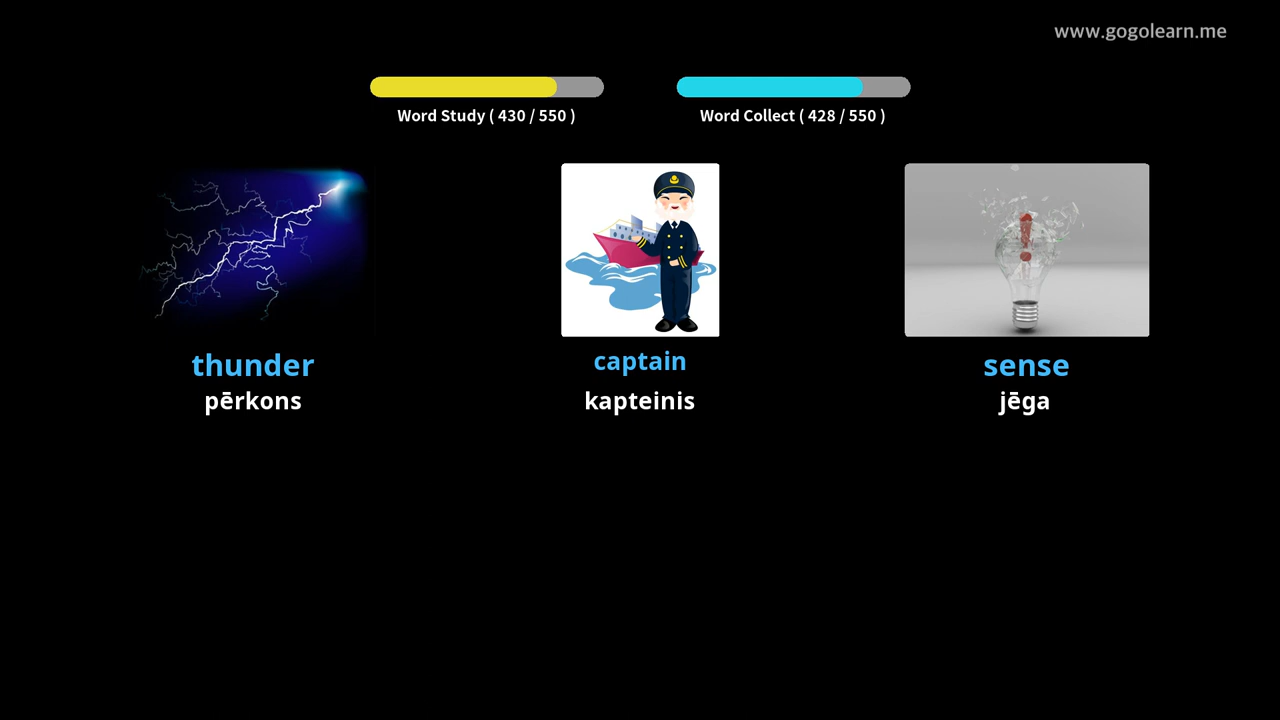 www.gogolearn.me
Word Study ( 430 / 550 )
Word Collect ( 428 / 550 )
thunder
pērkons
captain
kapteinis
sense
jēga